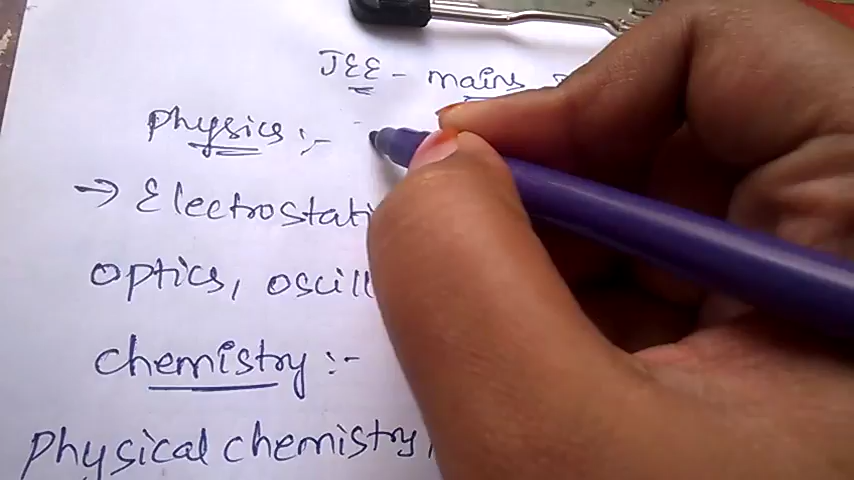 JEE - mains
Physics :-
→ Electrostati
optics, oscill
chemistry :-
Physical chemistry,